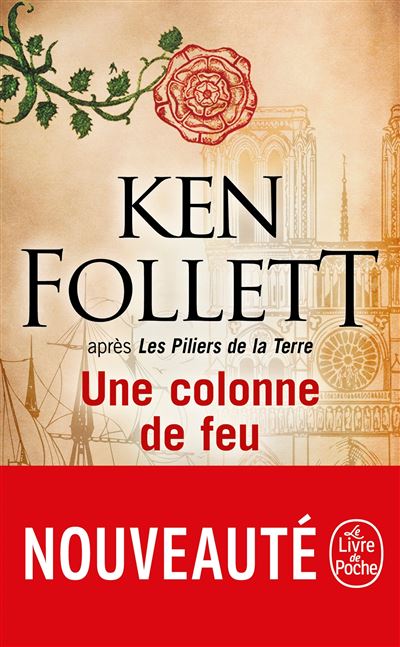 KEN
FOLLETT
après Les Piliers de la Terre
Une colonne
de feu
NOUVEAUTÉ
Le
Livre
de
Poche